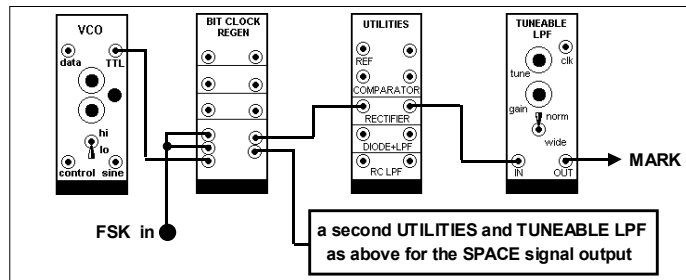 VCO
data
TTL
hi
lo
control sine
BIT CLOCK
REGEN
UTILITIES
REF
COMPARATOR
RECTIFIER
DIODE+LPF
RC LPF
TUNEABLE
LPF
clk
tune
gain
norm
wide
IN
OUT
MARK
FSK in
a second UTILITIES and TUNEABLE LPF
as above for the SPACE signal output